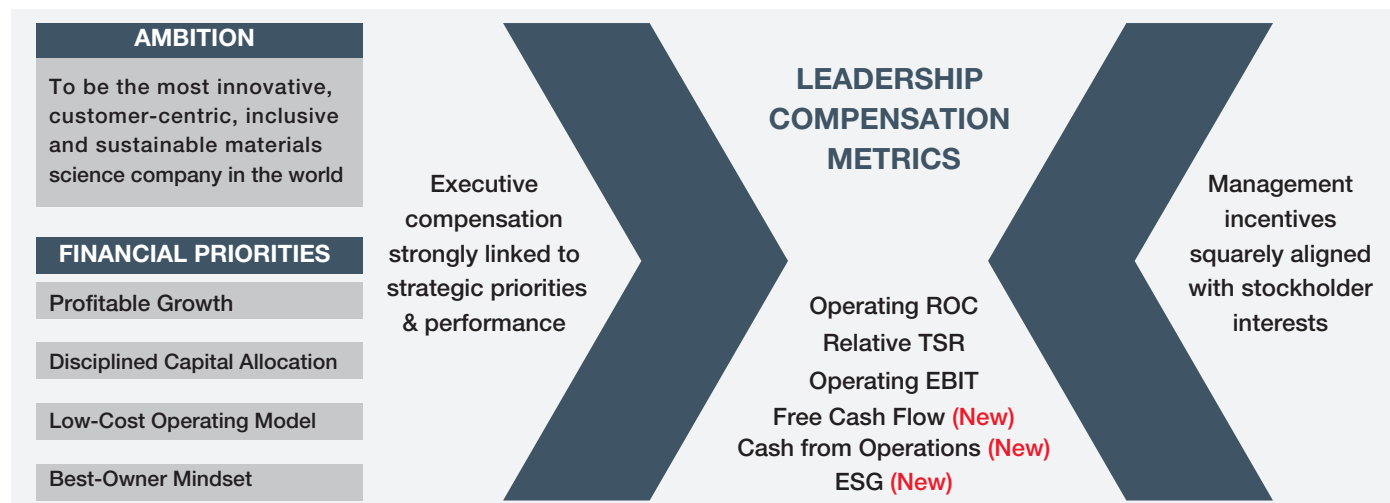 AMBITION
To be the most innovative,
customer-centric, inclusive
and sustainable materials
science company in the world
FINANCIAL PRIORITIES
Profitable Growth
Disciplined Capital Allocation
Low-Cost Operating Model
Best-Owner Mindset
Executive
compensation
strongly linked to
strategic priorities
& performance
LEADERSHIP
COMPENSATION
METRICS
Operating ROC
Relative TSR
Operating EBIT
Free Cash Flow (New)
Cash from Operations (New)
ESG (New)
Management
incentives
squarely aligned
with stockholder
interests